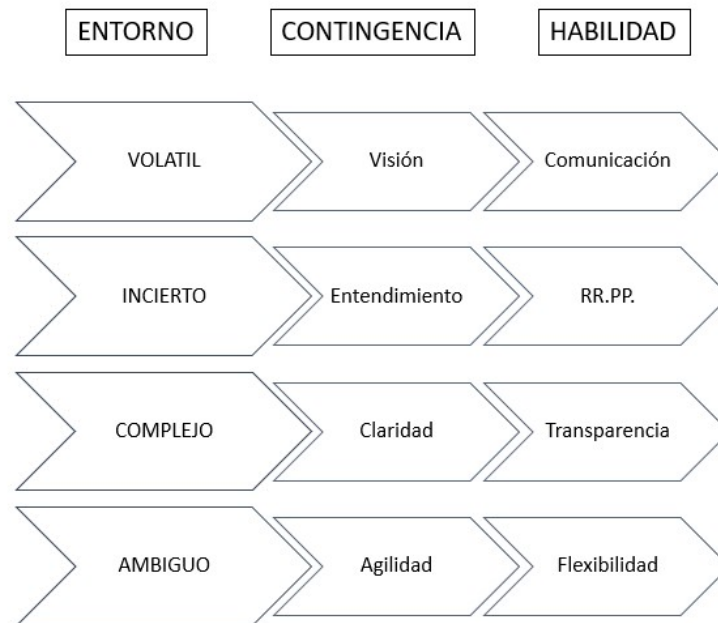 ENTORNO CONTINGENCIA HABILIDAD
VOLATIL Visión Comunicación
INCIERTO Entendimiento RR.PP.
COMPLEJO Claridad Transparencia
AMBIGUO Agilidad Flexibilidad